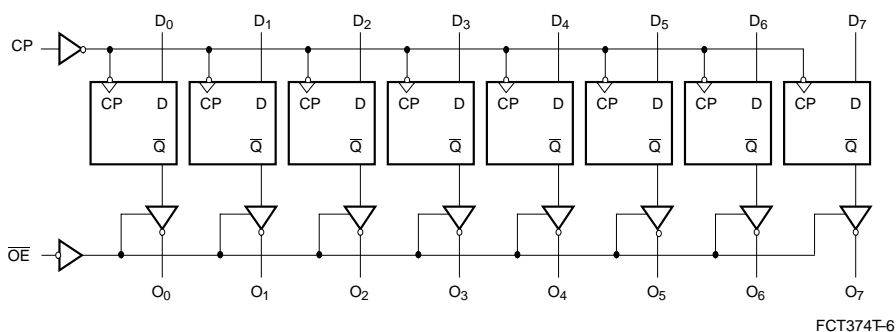 D0 D1 D2 D3 D4 D5 D6 D7
CP
CP D CP D CP D CP D CP D CP D CP D CP D
Q̅ Q̅ Q̅ Q̅ Q̅ Q̅ Q̅ Q̅
O̅E̅
O0 O1 O2 O3 O4 O5 O6 O7
FCT374T–6